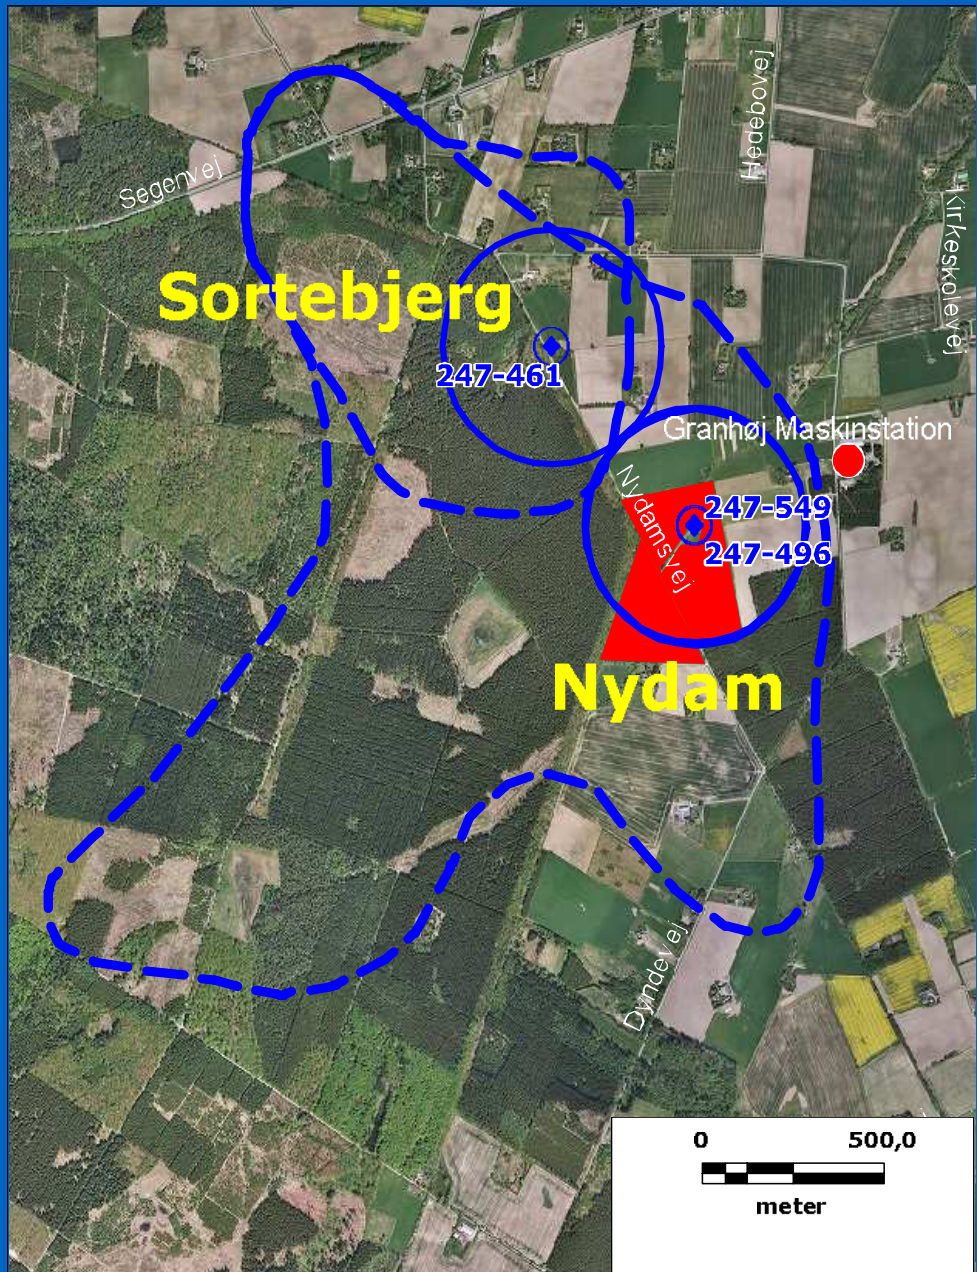 Hedebovej
Segenvej
Kirkeskolevej
Sortebjerg
247-461
Granhøj Maskinstation
Nydamsvej
247-549
247-496
Nydam
Dyndevej
0 500,0
meter